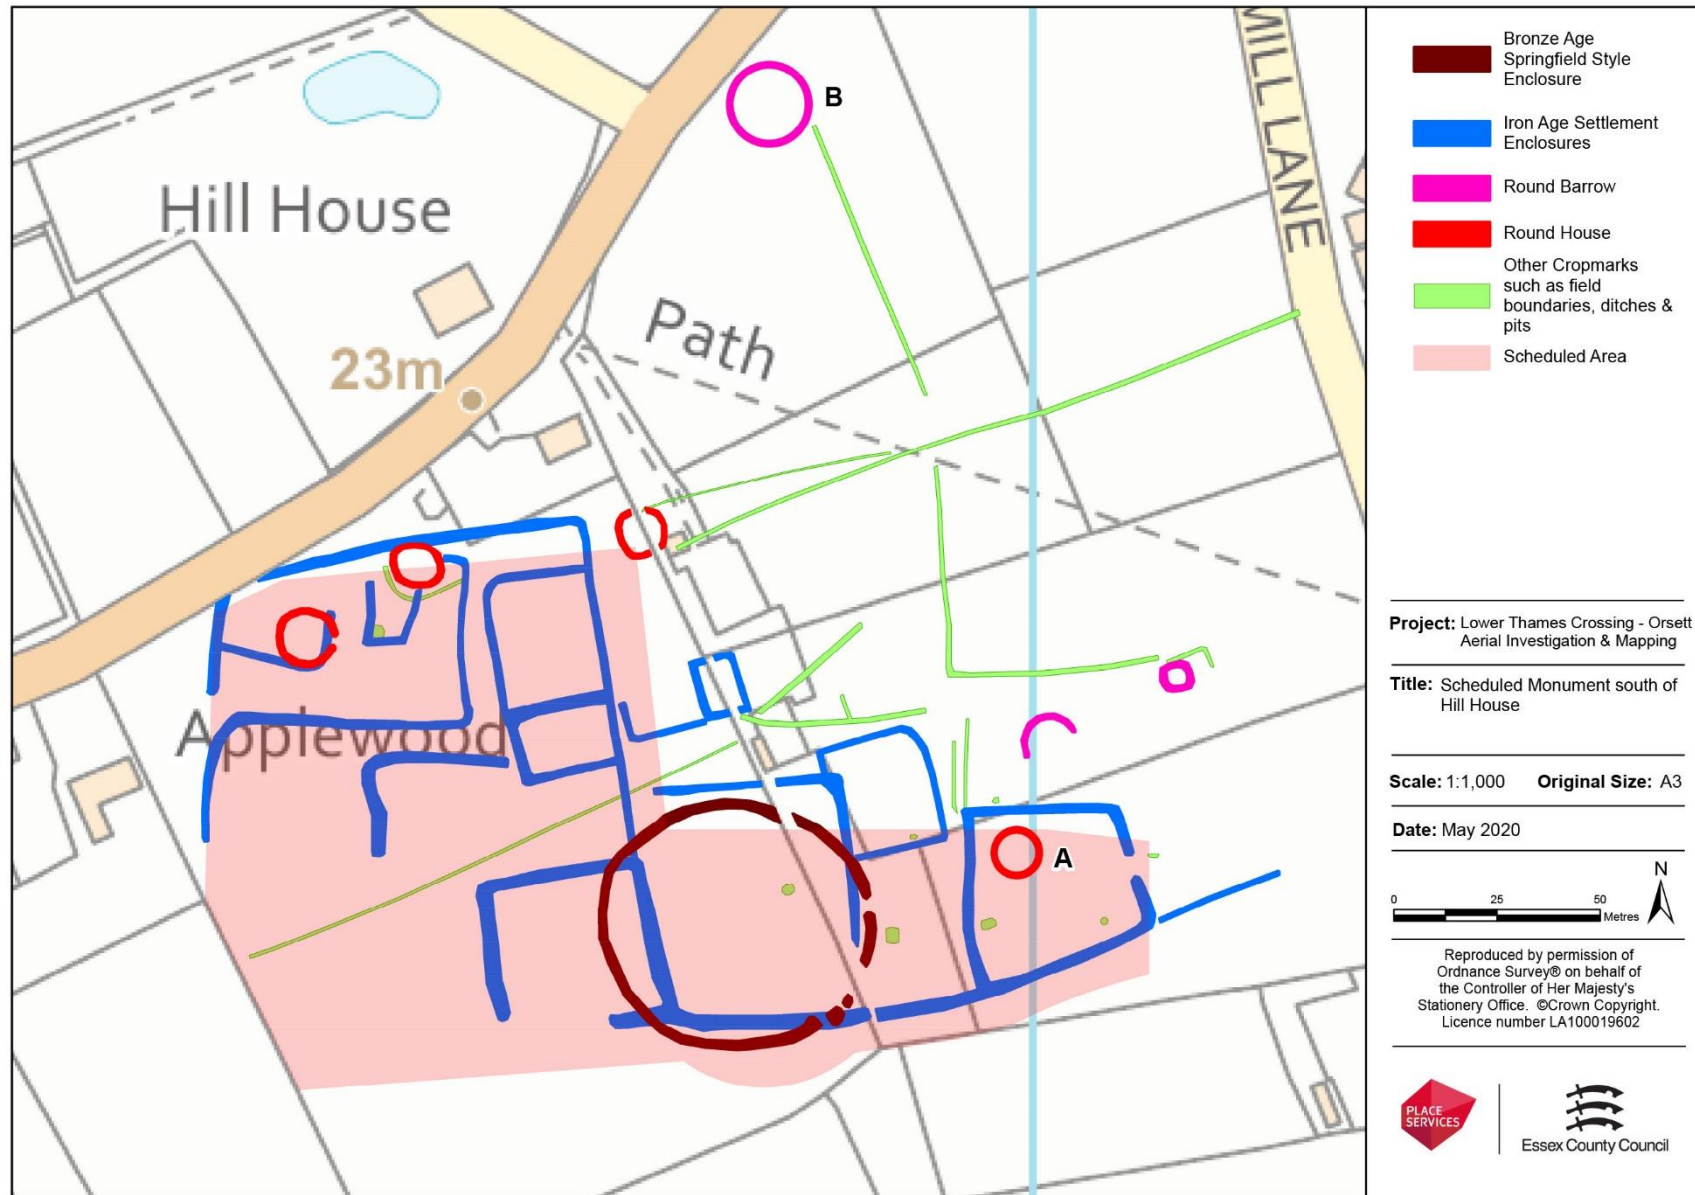 B
MILL LANE
Hill House
Path
23m
Applewood
A
Bronze Age
Springfield Style
Enclosure
Iron Age Settlement
Enclosures
Round Barrow
Round House
Other Cropmarks
such as field
boundaries, ditches &
pits
Scheduled Area
Project: Lower Thames Crossing - Orsett
Aerial Investigation & Mapping
Title: Scheduled Monument south of
Hill House
Scale: 1:1,000 Original Size: A3
Date: May 2020
N
0 25 50
Metres
Reproduced by permission of
Ordnance Survey® on behalf of
the Controller of Her Majesty's
Stationery Office. ©Crown Copyright.
Licence number LA100019602
PLACE
SERVICES
Essex County Council